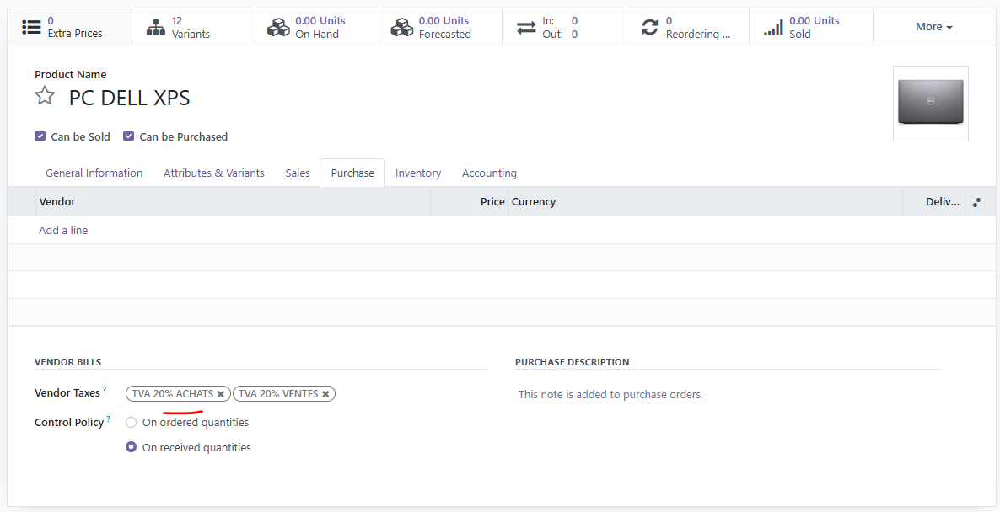 0
Extra Prices
12
Variants
0.00 Units
On Hand
0.00 Units
Forecasted
In: 0
Out: 0
0
Reordering ...
0.00 Units
Sold
More
Product Name
PC DELL XPS
Can be Sold
Can be Purchased
General Information
Attributes & Variants
Sales
Purchase
Inventory
Accounting
Vendor
Price
Currency
Deliv...
Add a line
VENDOR BILLS
Vendor Taxes ?
TVA 20% ACHATS
TVA 20% VENTES
Control Policy ?
On ordered quantities
On received quantities
PURCHASE DESCRIPTION
This note is added to purchase orders.